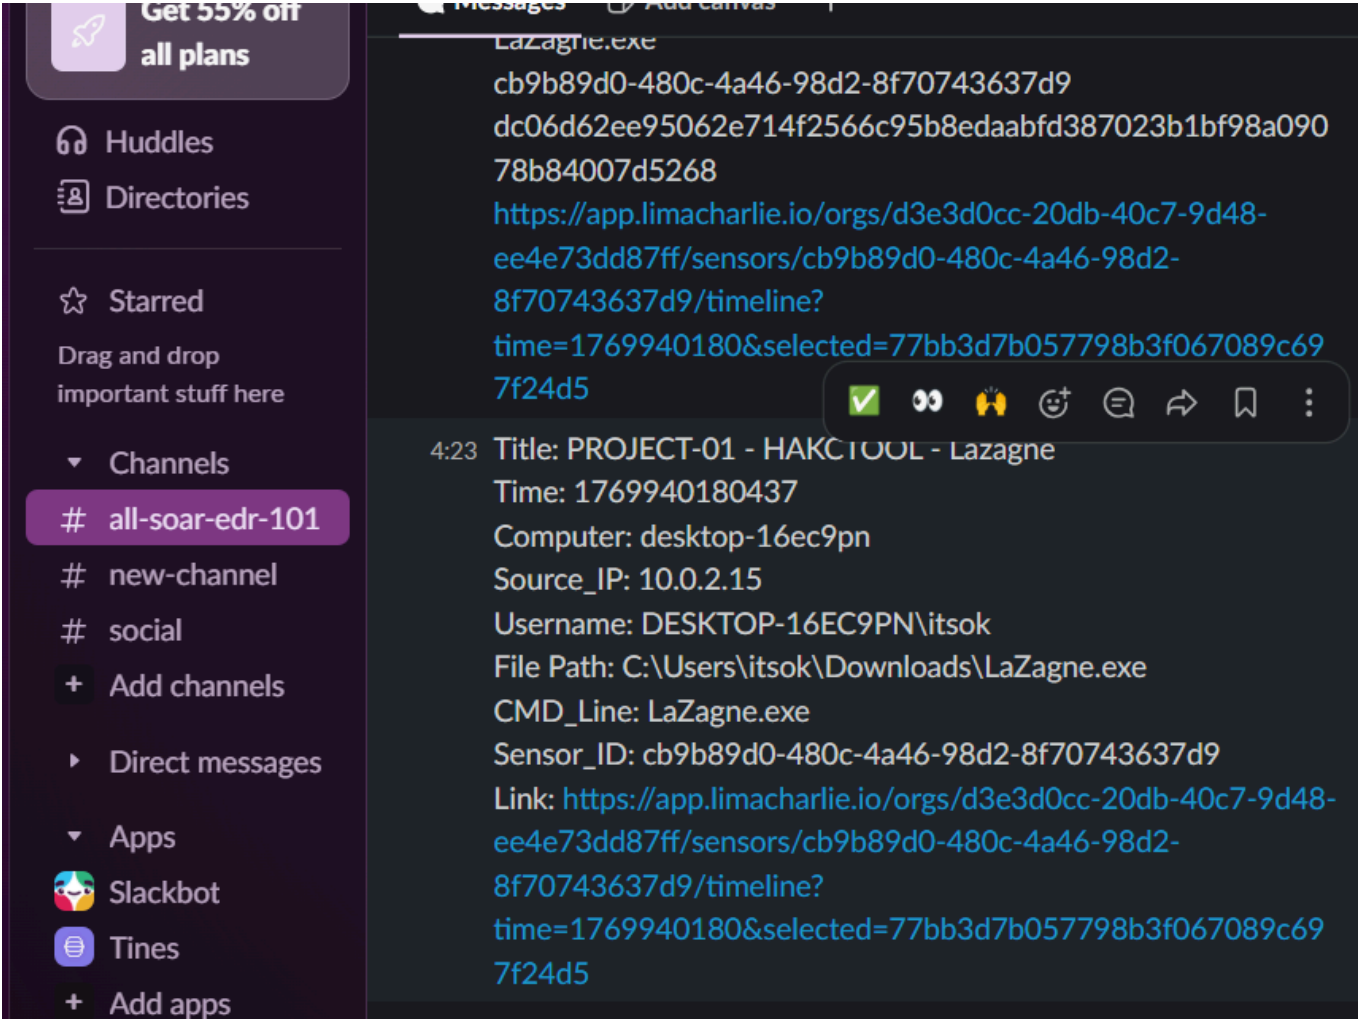 Get 55% off
all plans
Huddles
Directories
Starred
Drag and drop
important stuff here
Channels
# all-soar-edr-101
# new-channel
# social
+ Add channels
Direct messages
Apps
Slackbot
Tines
+ Add apps
Messages
Add canvas
+
LaZagne.exe
cb9b89d0-480c-4a46-98d2-8f70743637d9
dc06d62ee95062e714f2566c95b8edaabfd387023b1bf98a090
78b84007d5268
https://app.limacharlie.io/orgs/d3e3d0cc-20db-40c7-9d48-
ee4e73dd87ff/sensors/cb9b89d0-480c-4a46-98d2-
8f70743637d9/timeline?
time=1769940180&selected=77bb3d7b057798b3f067089c69
7f24d5
4:23 Title: PROJECT-01 - HAKCTOOL - Lazagne
Time: 1769940180437
Computer: desktop-16ec9pn
Source_IP: 10.0.2.15
Username: DESKTOP-16EC9PN\itsok
File Path: C:\Users\itsok\Downloads\LaZagne.exe
CMD_Line: LaZagne.exe
Sensor_ID: cb9b89d0-480c-4a46-98d2-8f70743637d9
Link: https://app.limacharlie.io/orgs/d3e3d0cc-20db-40c7-9d48-
ee4e73dd87ff/sensors/cb9b89d0-480c-4a46-98d2-
8f70743637d9/timeline?
time=1769940180&selected=77bb3d7b057798b3f067089c69
7f24d5